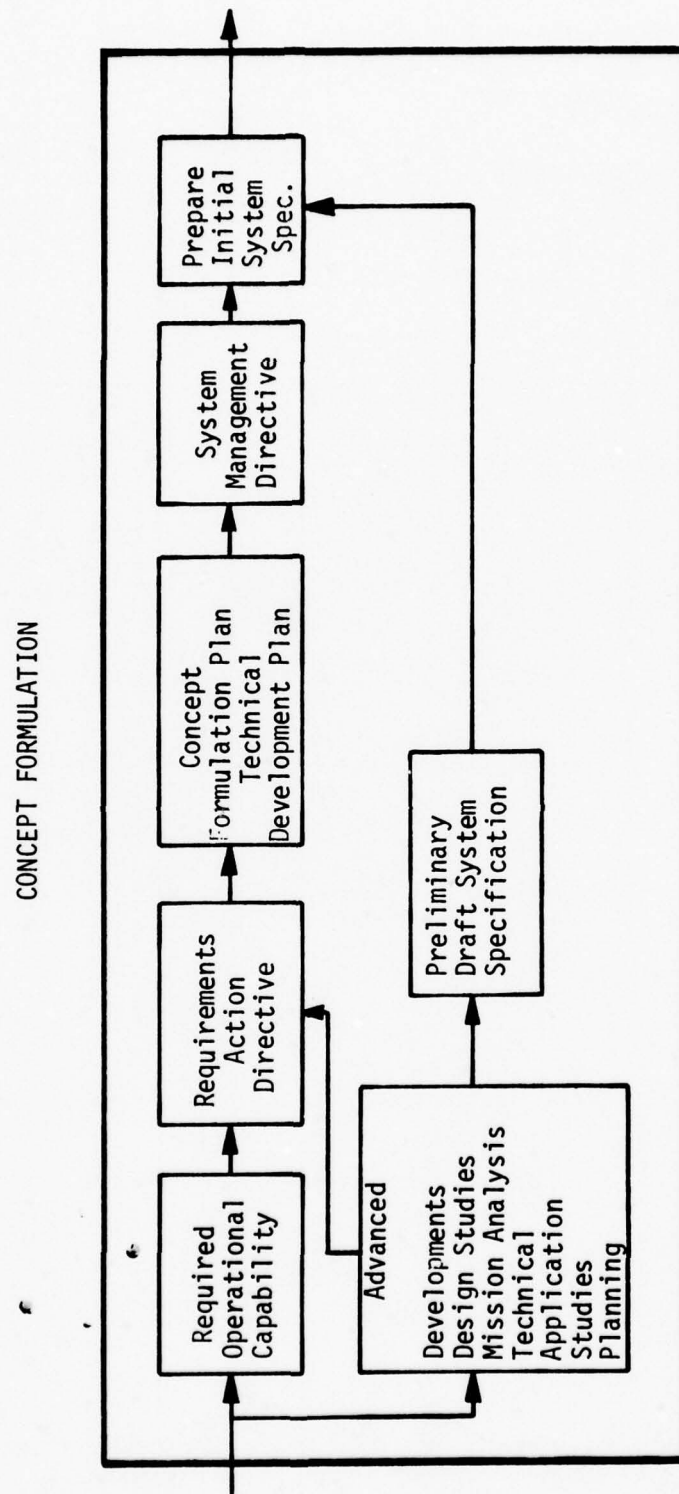 CONCEPT FORMULATION
Required
Operational
Capability
Requirements
Action
Directive
Concept
Formulation Plan
Technical
Development Plan
System
Management
Directive
Prepare
Initial
System
Spec.
Advanced
Developments
Design Studies
Mission Analysis
Technical
Application
Studies
Planning
Preliminary
Draft System
Specification